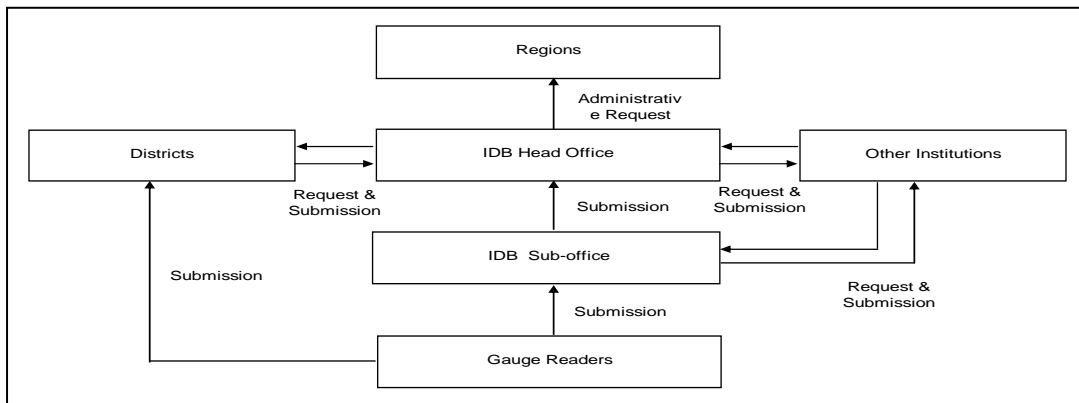 Regions
Administrativ
e Request
Districts
IDB Head Office
Other Institutions
Request &
Submission
Request &
Submission
Submission
IDB Sub-office
Submission
Request &
Submission
Submission
Gauge Readers